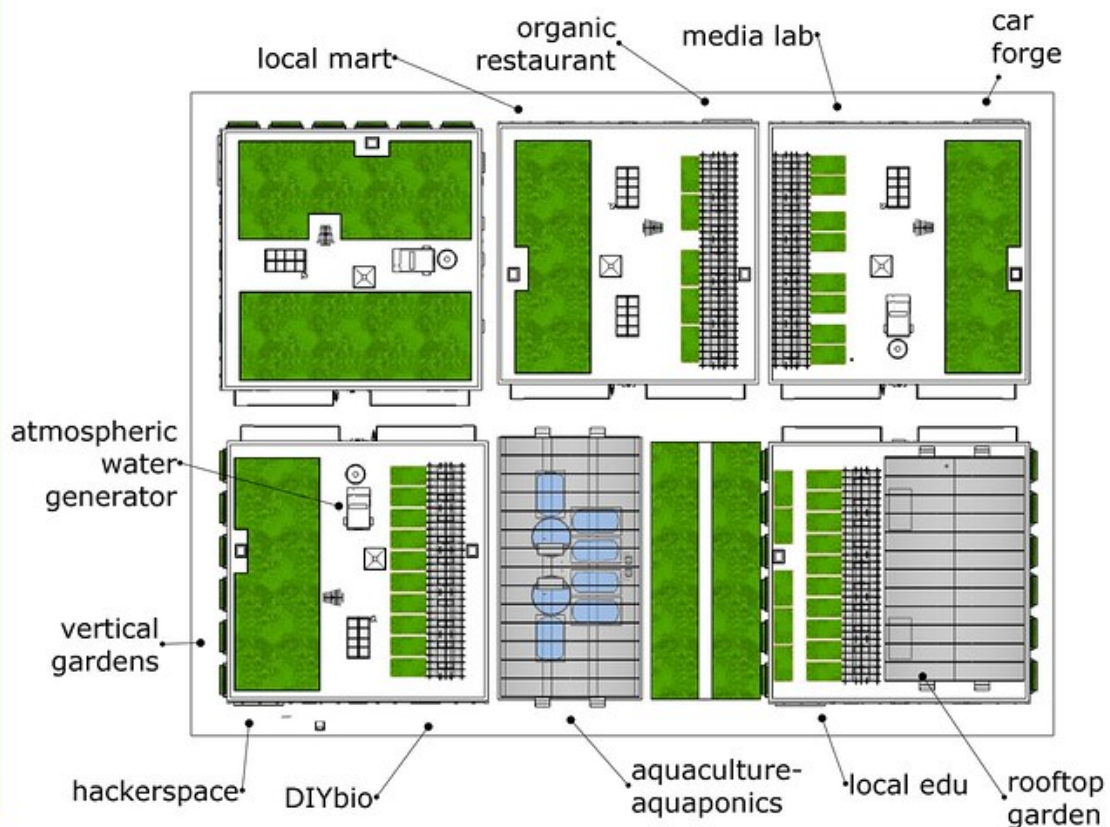 local mart
organic
restaurant
media lab
car
forge
atmospheric
water
generator
vertical
gardens
hackerspace
DIYbio
aquaculture-
aquaponics
local edu
rooftop
garden